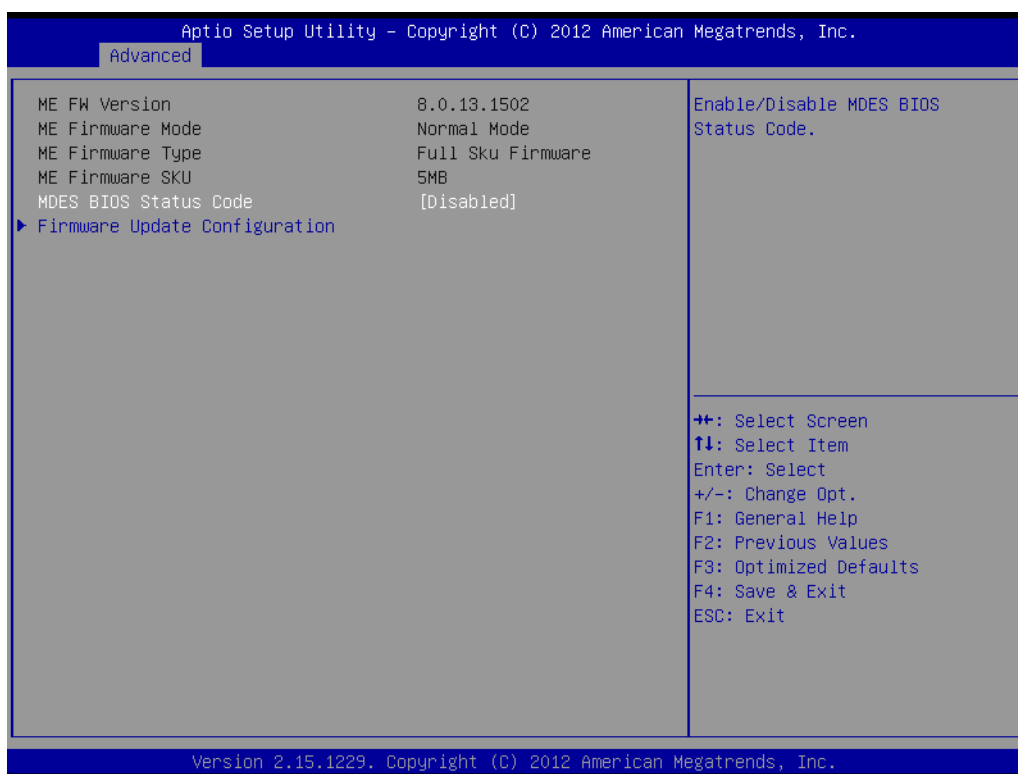 Aptio Setup Utility – Copyright (C) 2012 American Megatrends, Inc.
Advanced
ME FW Version 8.0.13.1502
ME Firmware Mode Normal Mode
ME Firmware Type Full Sku Firmware
ME Firmware SKU 5MB
MDES BIOS Status Code [Disabled]
Firmware Update Configuration
Enable/Disable MDES BIOS
Status Code.
→←: Select Screen
↑↓: Select Item
Enter: Select
+/-: Change Opt.
F1: General Help
F2: Previous Values
F3: Optimized Defaults
F4: Save & Exit
ESC: Exit
Version 2.15.1229. Copyright (C) 2012 American Megatrends, Inc.